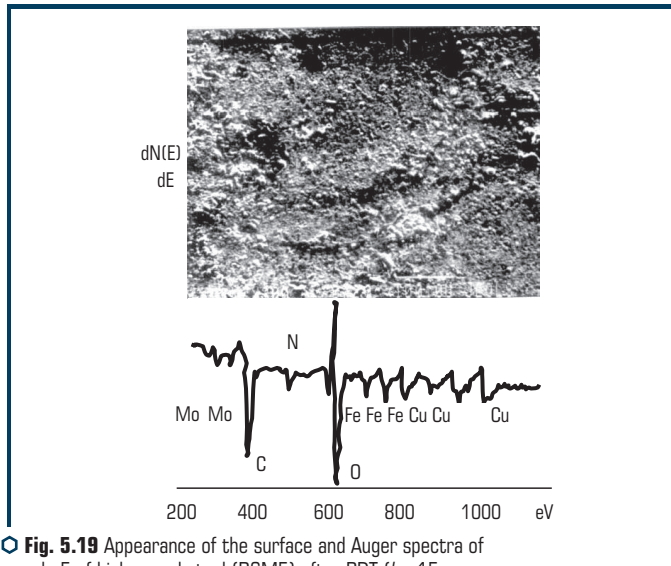 dN(E)
dE
N
Mo Mo
Fe Fe Fe Cu Cu
Cu
C
O
200 400 600 800 1000 eV
Fig. 5.19 Appearance of the surface and Auger spectra of